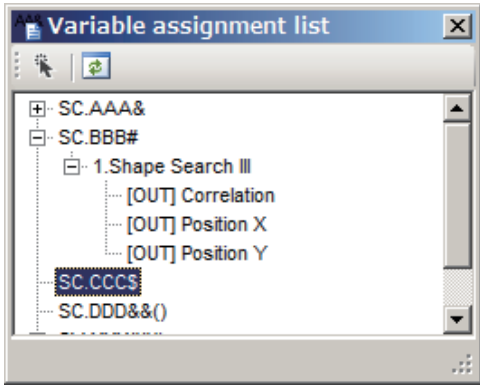 Variable assignment list
SC.AAA&
SC.BBB#
1.Shape Search III
[OUT] Correlation
[OUT] Position X
[OUT] Position Y
SC.CCC$
SC.DDD&&()